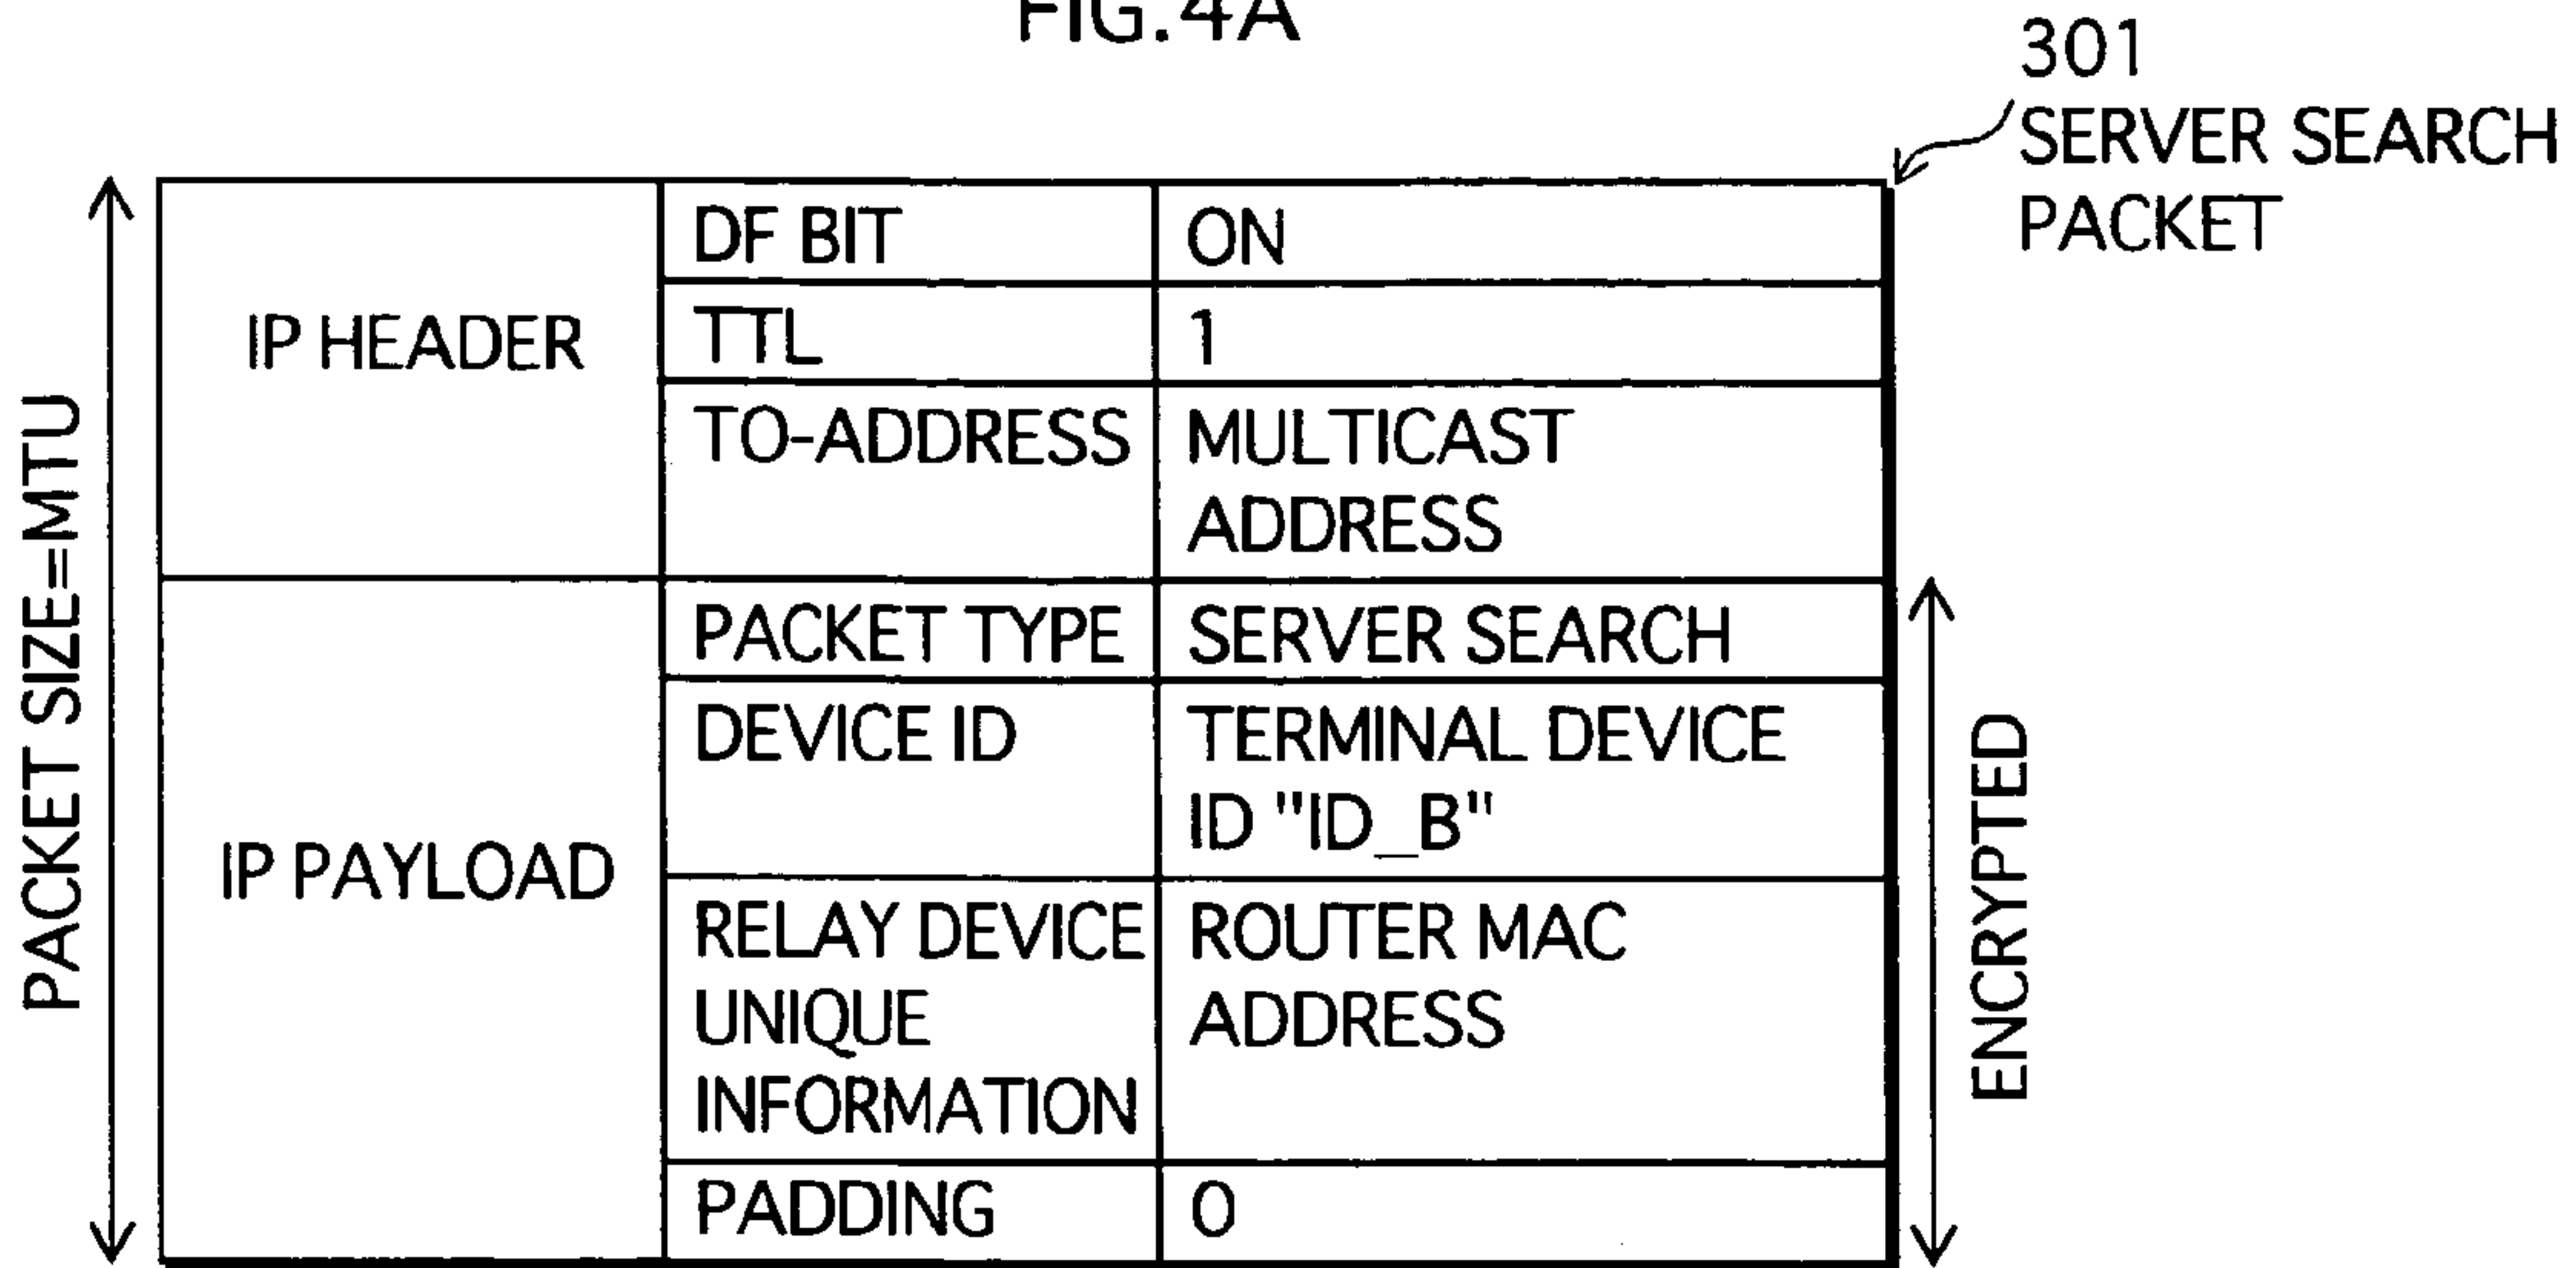 FIG.4A
301
SERVER SEARCH
PACKET
PACKET SIZE=MTU
IP HEADER
DF BIT
ON
TTL
1
TO-ADDRESS
MULTICAST
ADDRESS
IP PAYLOAD
PACKET TYPE
SERVER SEARCH
DEVICE ID
TERMINAL DEVICE
ID "ID_B"
RELAY DEVICE
UNIQUE
INFORMATION
ROUTER MAC
ADDRESS
PADDING
0
ENCRYPTED